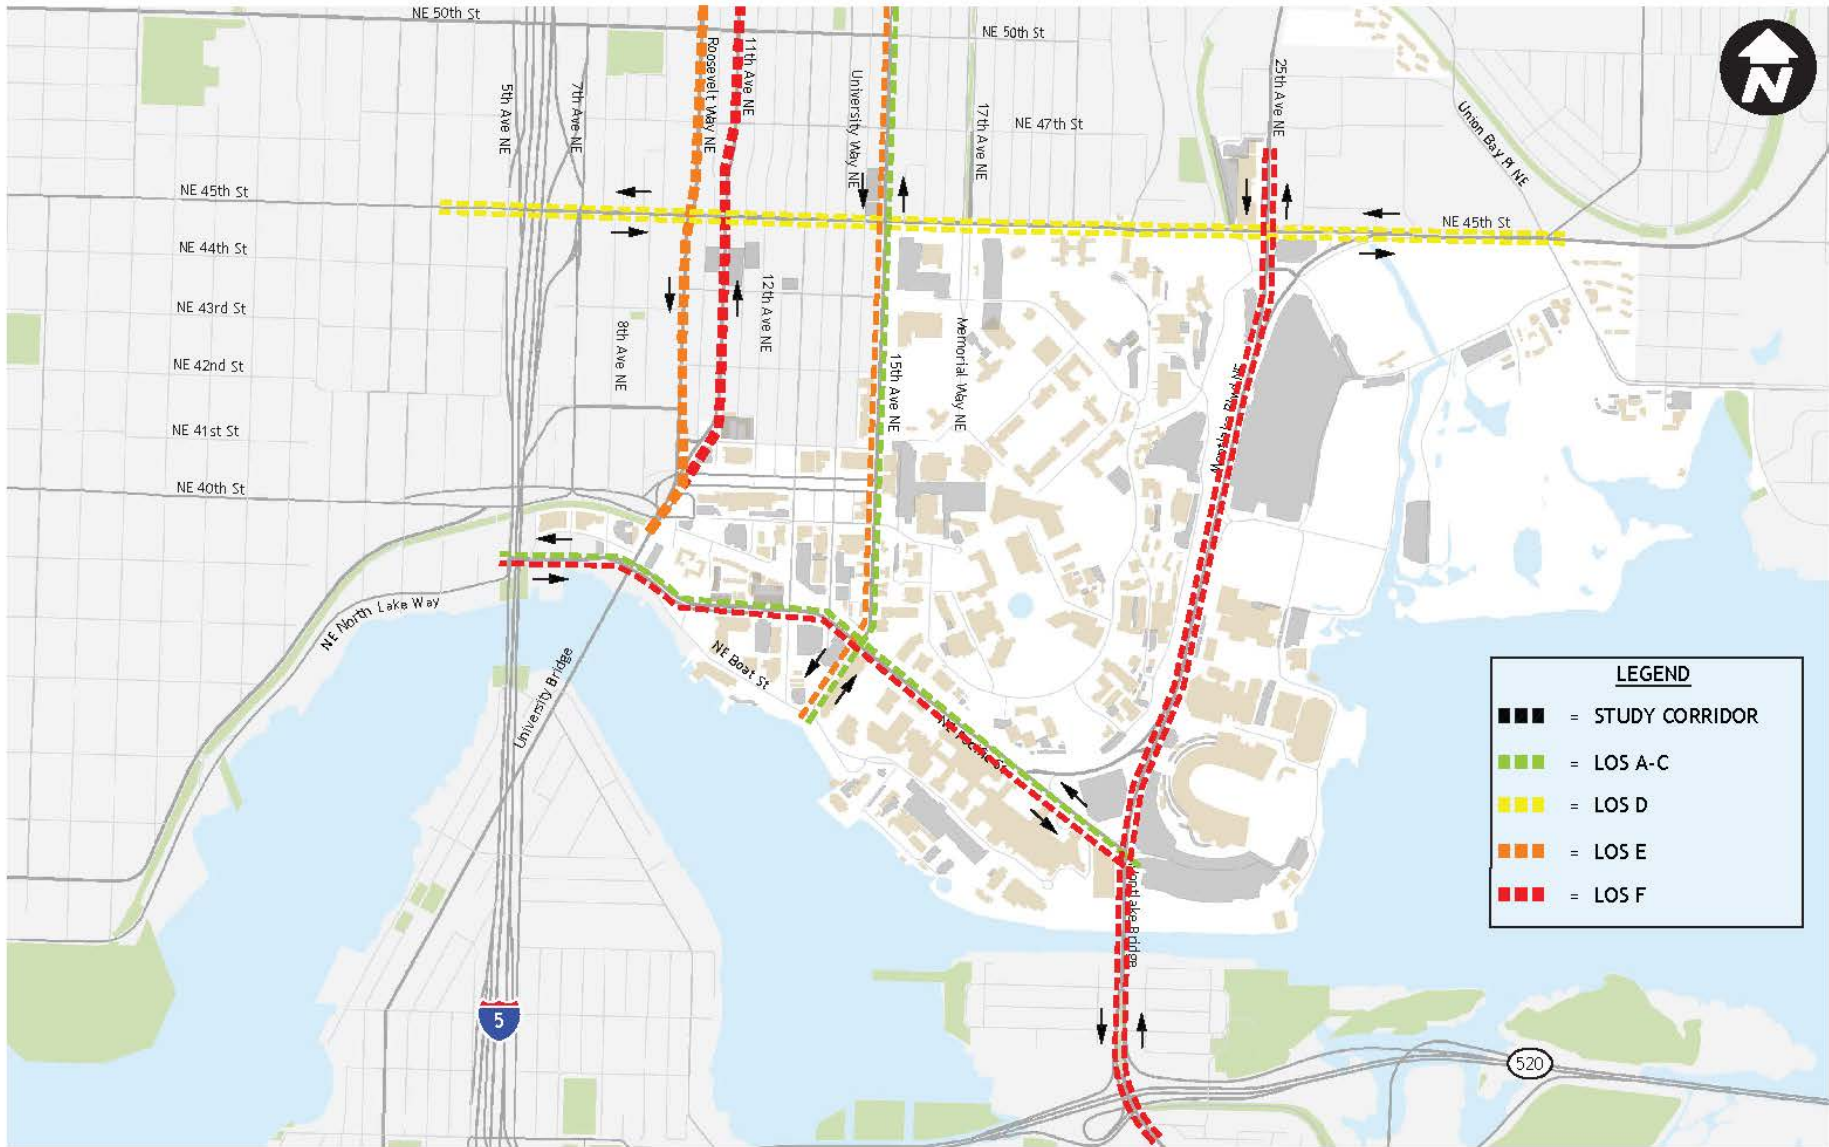 NE 50th St
NE 50th St
N
Roosevelt Way NE
11th Ave NE
University Way NE
5th Ave NE
7th Ave NE
17th Ave NE
25th Ave NE
Union Bay Pl NE
NE 47th St
NE 45th St
NE 45th St
NE 44th St
NE 43rd St
12th Ave NE
8th Ave NE
15th Ave NE
Memorial Way NE
NE 42nd St
NE 41st St
NE 40th St
NE North Lake Way
University Bridge
NE Boat St
NE Pacific St
Montlake Bridge
LEGEND
= STUDY CORRIDOR
= LOS A-C
= LOS D
= LOS E
= LOS F
5
520